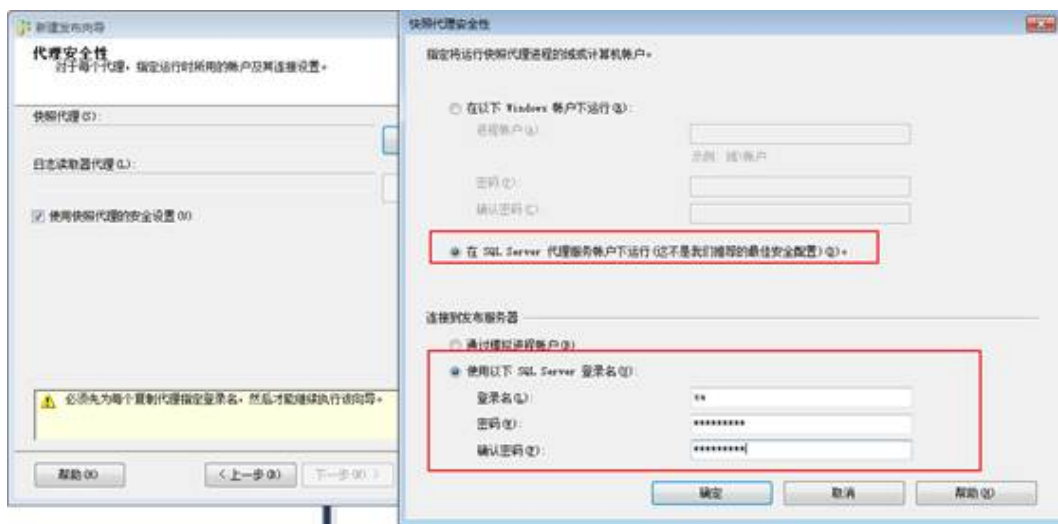 新建发布向导
代理安全性
对于每个代理，指定运行时所用的帐户及其连接设置。
快照代理(S):
日志读取器代理(L):
使用快照代理的安全设置(U)
必须先为每个复制代理指定登录名，然后才能继续执行该向导。
帮助(H)
<上一步(B)
下一步(N) >
快照代理安全性
指定将运行快照代理进程的域或计算机帐户。
在以下 Windows 帐户下运行(R):
进程帐户(A):
示例: 域\帐户
密码(P):
确认密码(C):
在 SQL Server 代理服务帐户下运行(这不是我们推荐的最佳安全配置)(Q)。
连接到发布服务器
通过模拟进程帐户(B)
使用以下 SQL Server 登录名(U):
登录名(L):
密码(W):
*********
确认密码(F):
*********
确定
取消
帮助(H)